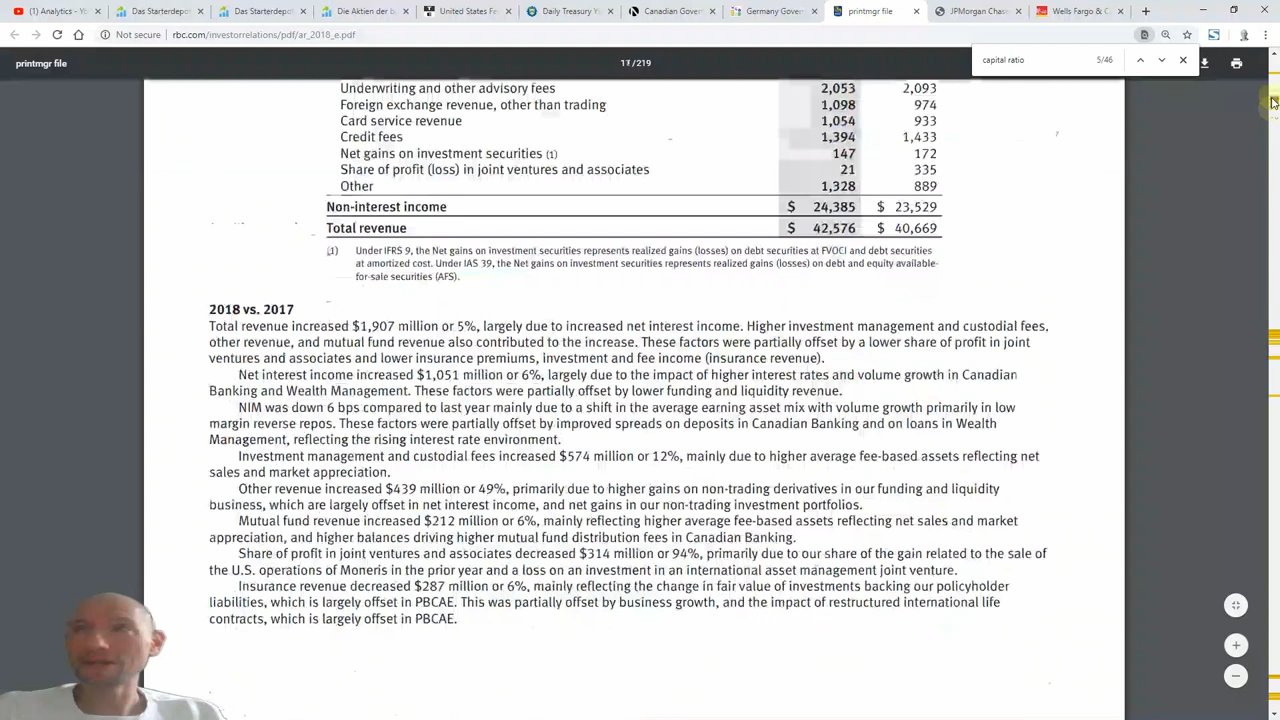 (1) Analytics - Yo
Das Starterdepo
Das Starterdepo
Die Aktien der b
United States Fe
Daily Treasury Y
Canadian Govern
Germany Gover
printmgr file
JPMorgan Chas
Wells Fargo & C
Not secure rbc.com/investorrelations/pdf/ar_2018_e.pdf
printmgr file
/219
capital ratio 5/46
Underwriting and other advisory fees 2,053 2,093
Foreign exchange revenue, other than trading 1,098 974
Card service revenue 1,054 933
Credit fees 1,394 1,433
Net gains on investment securities (1) 147 172
Share of profit (loss) in joint ventures and associates 21 335
Other 1,328 889
Non-interest income $ 24,385 $ 23,529
Total revenue $ 42,576 $ 40,669
(1) Under IFRS 9, the Net gains on investment securities represents realized gains (losses) on debt securities at FVOCI and debt securities
at amortized cost. Under IAS 39, the Net gains on investment securities represents realized gains (losses) on debt and equity available-
for-sale securities (AFS).
2018 vs. 2017
Total revenue increased $1,907 million or 5%, largely due to increased net interest income. Higher investment management and custodial fees,
other revenue, and mutual fund revenue also contributed to the increase. These factors were partially offset by a lower share of profit in joint
ventures and associates and lower insurance premiums, investment and fee income (insurance revenue).
Net interest income increased $1,051 million or 6%, largely due to the impact of higher interest rates and volume growth in Canadian
Banking and Wealth Management. These factors were partially offset by lower funding and liquidity revenue.
NIM was down 6 bps compared to last year mainly due to a shift in the average earning asset mix with volume growth primarily in low
margin reverse repos. These factors were partially offset by improved spreads on deposits in Canadian Banking and on loans in Wealth
Management, reflecting the rising interest rate environment.
Investment management and custodial fees increased $574 million or 12%, mainly due to higher average fee-based assets reflecting net
sales and market appreciation.
Other revenue increased $439 million or 49%, primarily due to higher gains on non-trading derivatives in our funding and liquidity
business, which are largely offset in net interest income, and net gains in our non-trading investment portfolios.
Mutual fund revenue increased $212 million or 6%, mainly reflecting higher average fee-based assets reflecting net sales and market
appreciation, and higher balances driving higher mutual fund distribution fees in Canadian Banking.
Share of profit in joint ventures and associates decreased $314 million or 94%, primarily due to our share of the gain related to the sale of
the U.S. operations of Moneris in the prior year and a loss on an investment in an international asset management joint venture.
Insurance revenue decreased $287 million or 6%, mainly reflecting the change in fair value of investments backing our policyholder
liabilities, which is largely offset in PBCAE. This was partially offset by business growth, and the impact of restructured international life
contracts, which is largely offset in PBCAE.